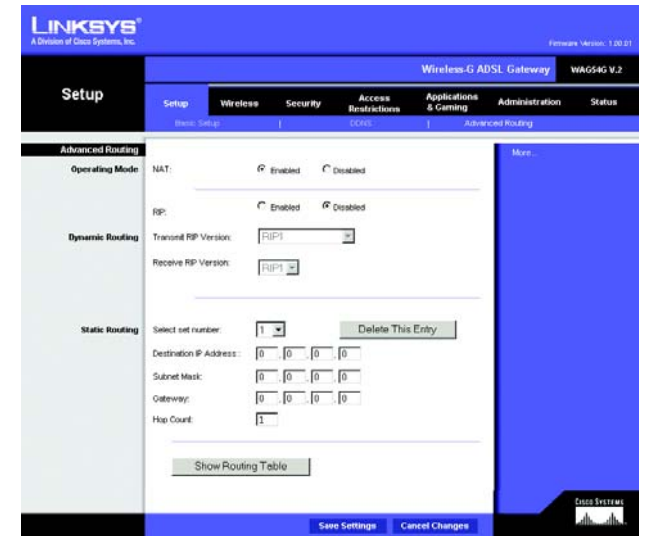 LINKSYS®
A Division of Cisco Systems, Inc.
Firmware Version: 1.00.01
Wireless-G ADSL Gateway WAG54G V.2
Setup
Setup Wireless Security Access Restrictions Applications & Gaming Administration Status
Basic Setup | DDNS | Advanced Routing
Advanced Routing
More...
Operating Mode NAT: Enabled Disabled
RIP: Enabled Disabled
Dynamic Routing Transmit RIP Version: RIP1
Receive RIP Version: RIP1
Static Routing Select set number: 1 Delete This Entry
Destination IP Address : 0 . 0 . 0 . 0
Subnet Mask: 0 . 0 . 0 . 0
Gateway: 0 . 0 . 0 . 0
Hop Count: 1
Show Routing Table
CISCO SYSTEMS
Save Settings Cancel Changes